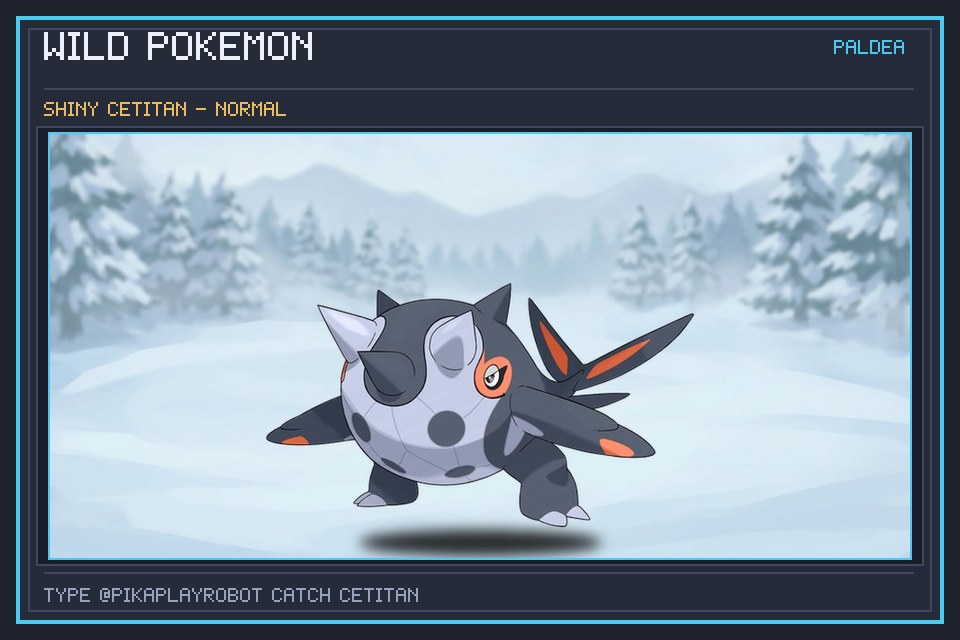 WILD POKEMON
PALDEA
SHINY CETITAN - NORMAL
TYPE @PIKAPLAYROBOT CATCH CETITAN